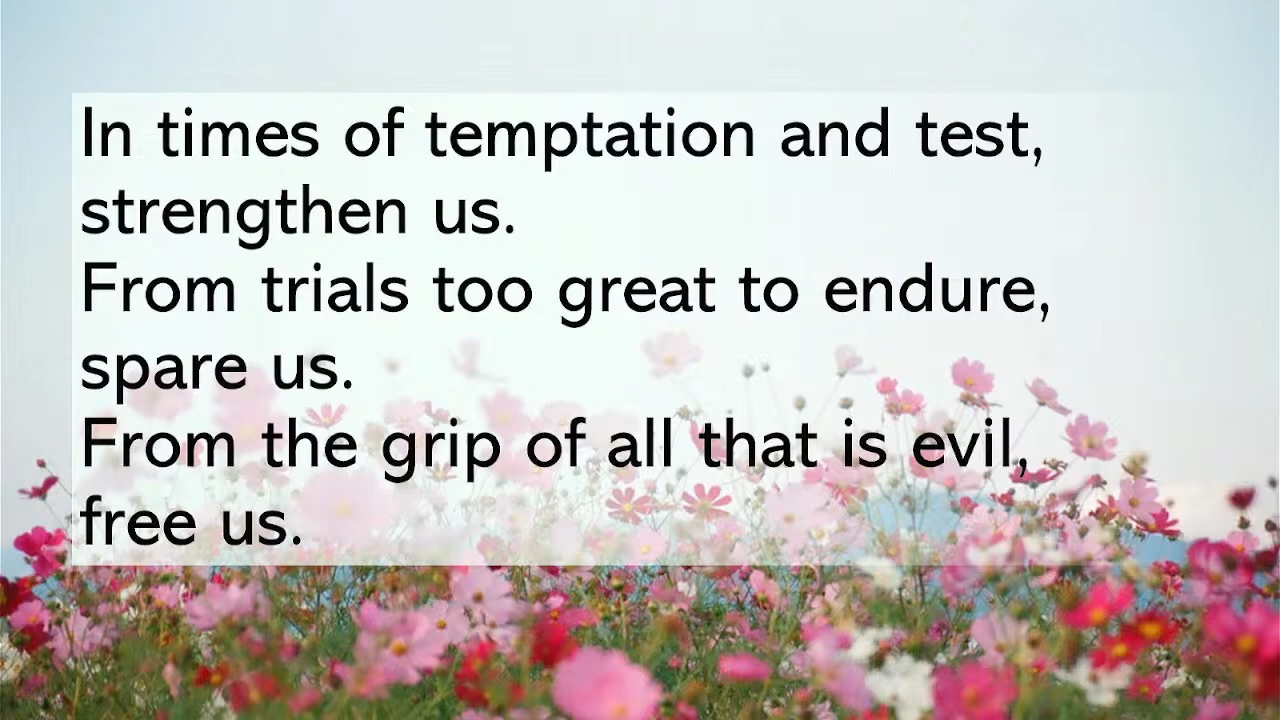 In times of temptation and test,
strengthen us.
From trials too great to endure,
spare us.
From the grip of all that is evil,
free us.